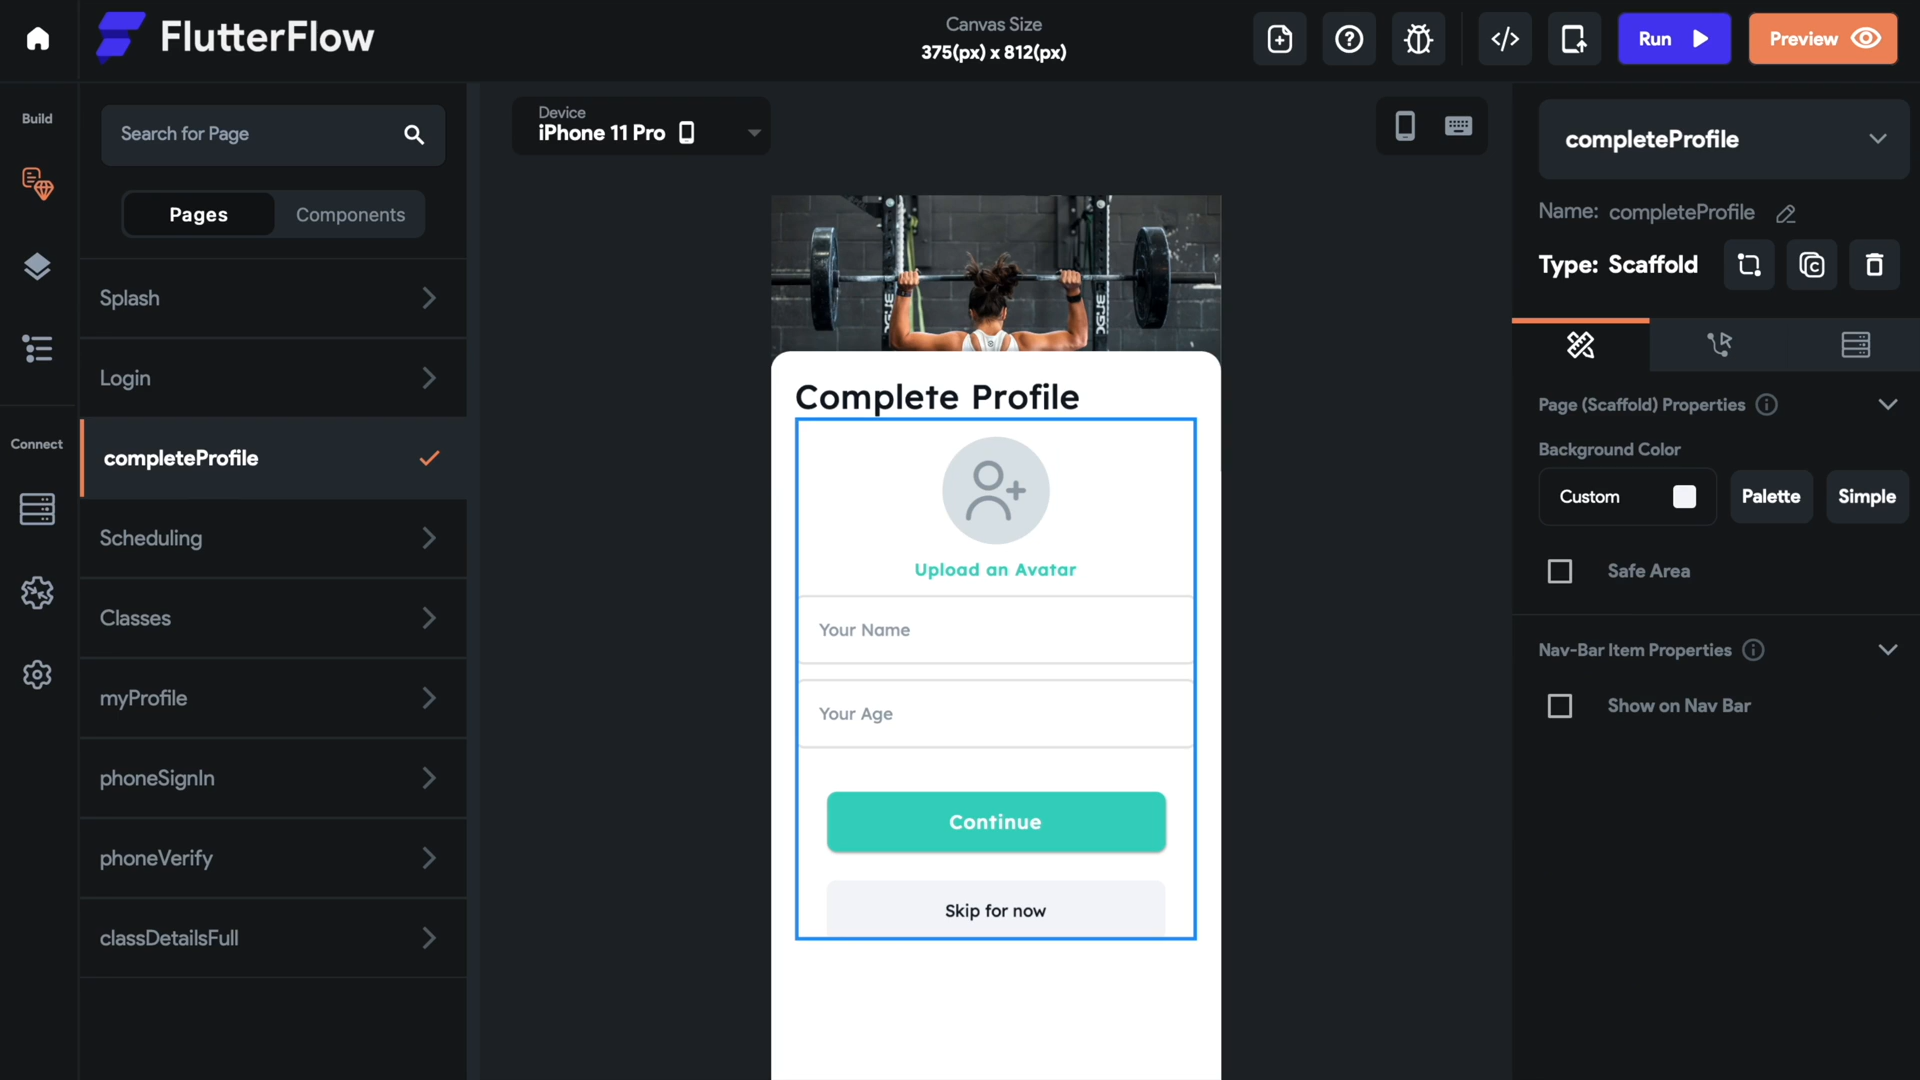 FlutterFlow
Canvas Size
375(px) x 812(px)
Run
Preview
Build
Search for Page
Pages
Components
Splash
Login
Connect
completeProfile
Scheduling
Classes
myProfile
phoneSignIn
phoneVerify
classDetailsFull
Device
iPhone 11 Pro
ROGUE
Complete Profile
Upload an Avatar
Your Name
Your Age
Continue
Skip for now
completeProfile
Name: completeProfile
Type: Scaffold
Page (Scaffold) Properties
Background Color
Custom
Palette
Simple
Safe Area
Nav-Bar Item Properties
Show on Nav Bar